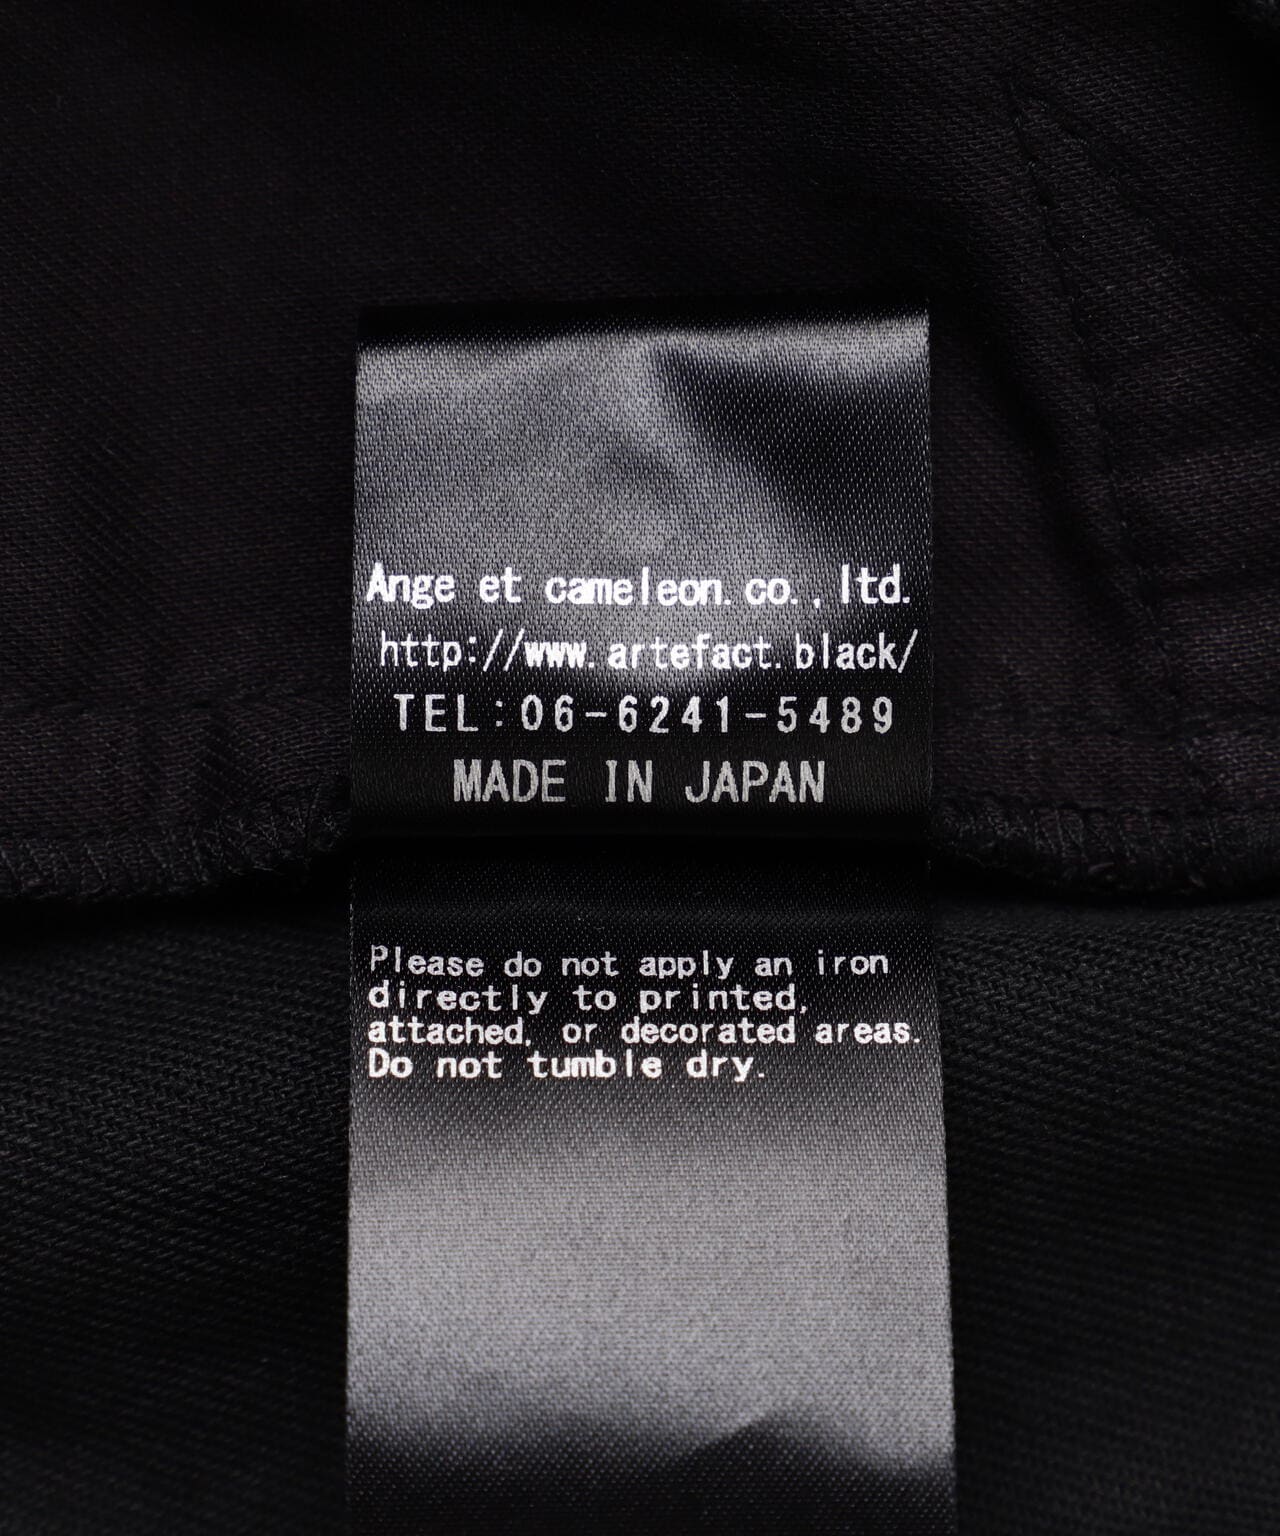 Ange et cameleon.co.,ltd.
http://www.artefact.black/
TEL:06-6241-5489
MADE IN JAPAN
Please do not apply an iron
directly to printed,
attached, or decorated areas.
Do not tumble dry.